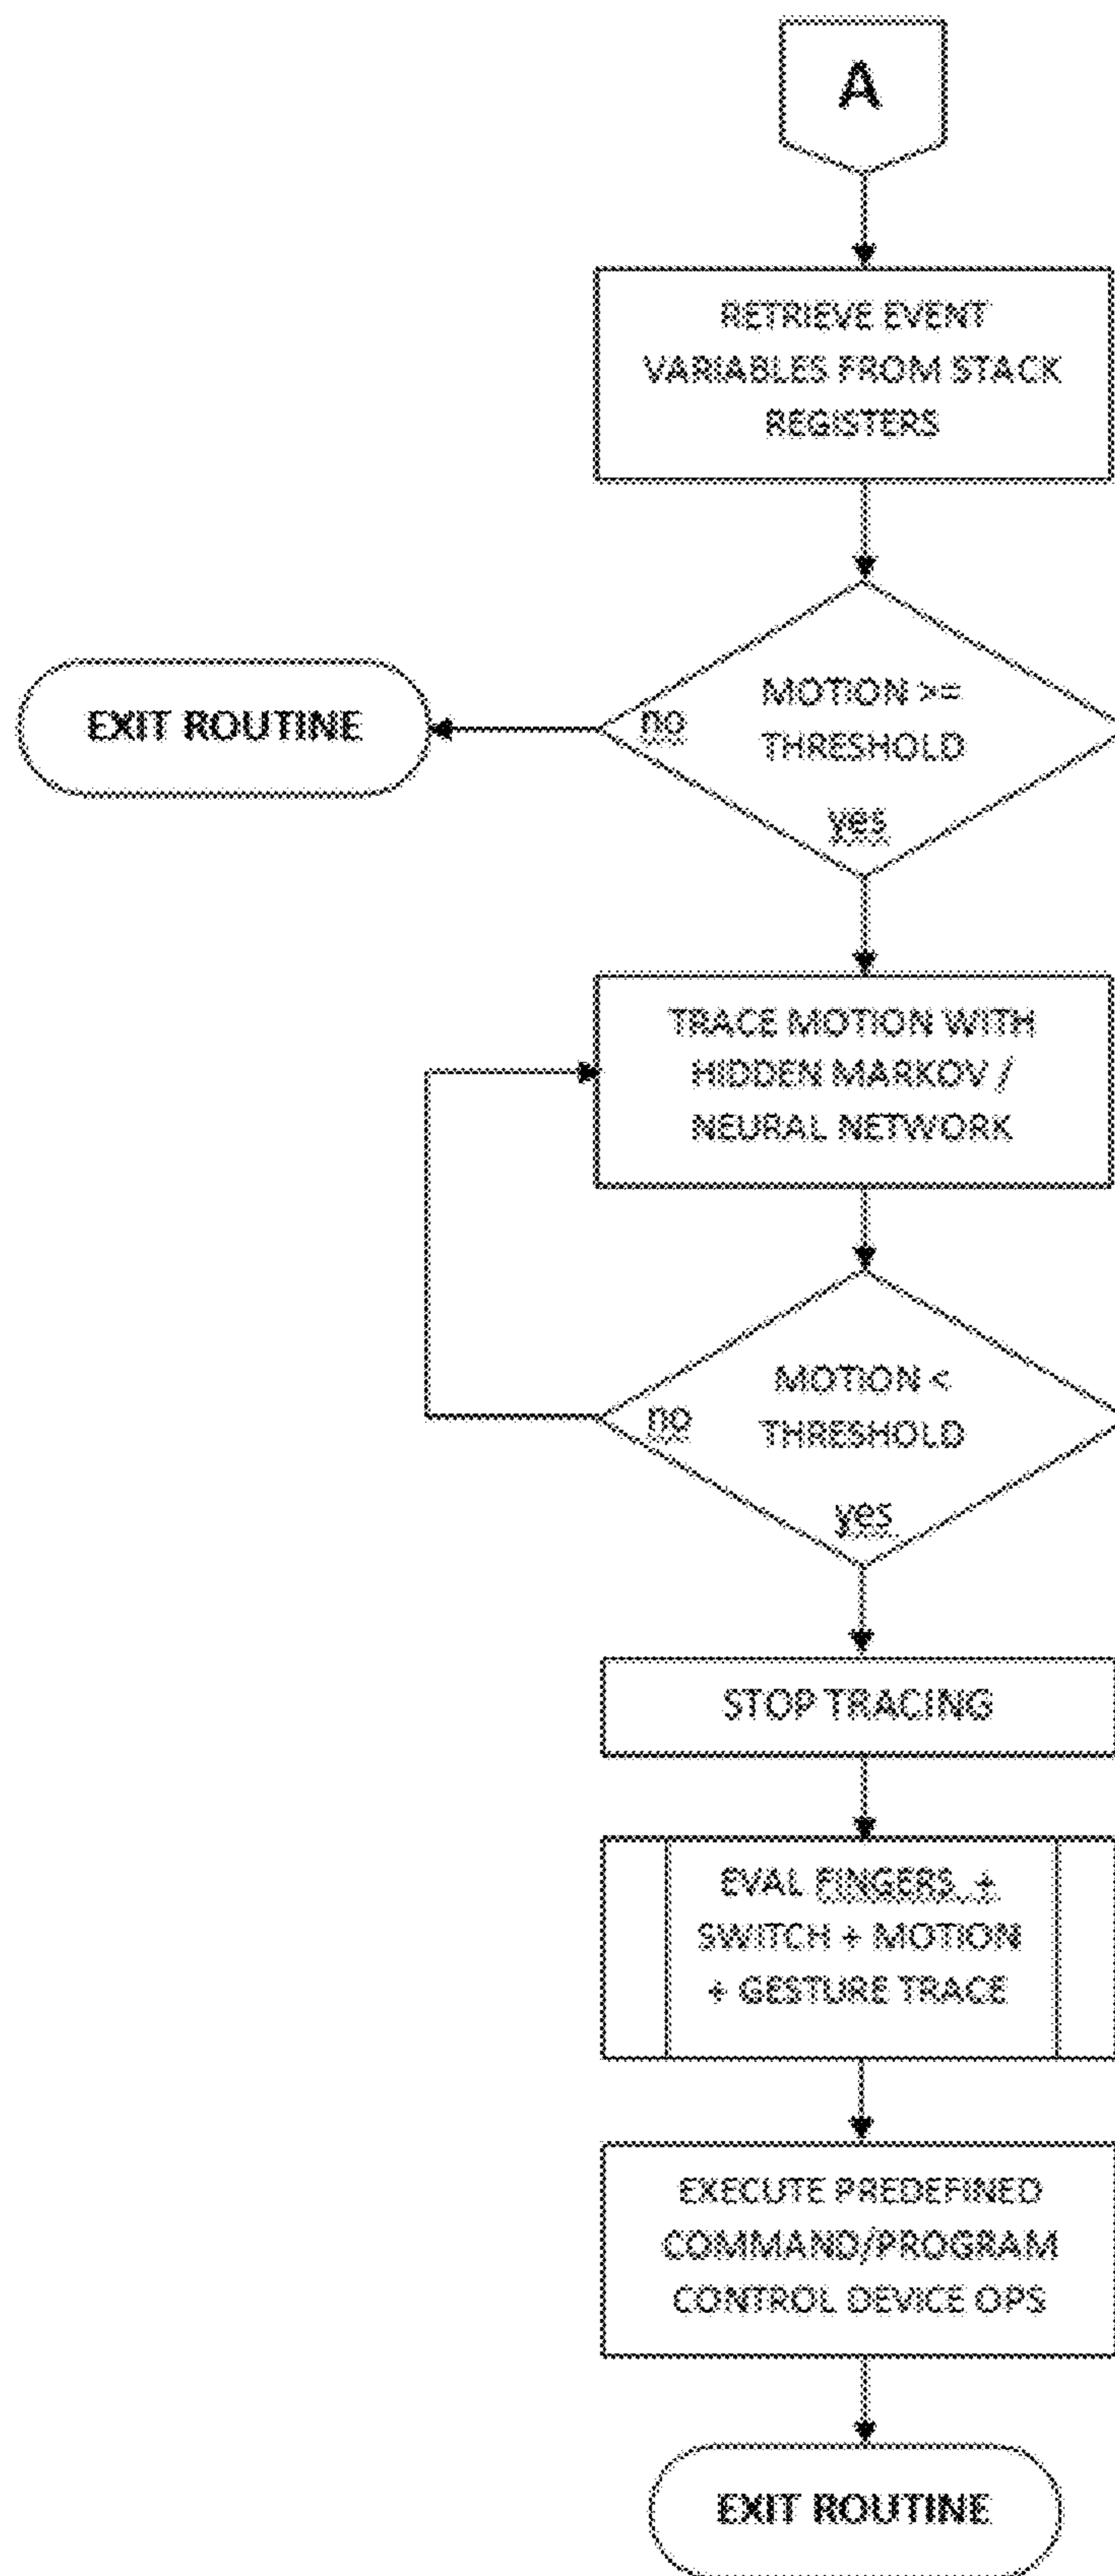 A
RETRIEVE EVENT
VARIABLES FROM STACK
REGISTERS
MOTION >=
THRESHOLD
no
yes
EXIT ROUTINE
TRACE MOTION WITH
HIDDEN MARKOV /
NEURAL NETWORK
MOTION <
THRESHOLD
no
yes
STOP TRACING
EVAL FINGERS +
SWITCH + MOTION
+ GESTURE TRACE
EXECUTE PREDEFINED
COMMAND/PROGRAM
CONTROL DEVICE OPS
EXIT ROUTINE